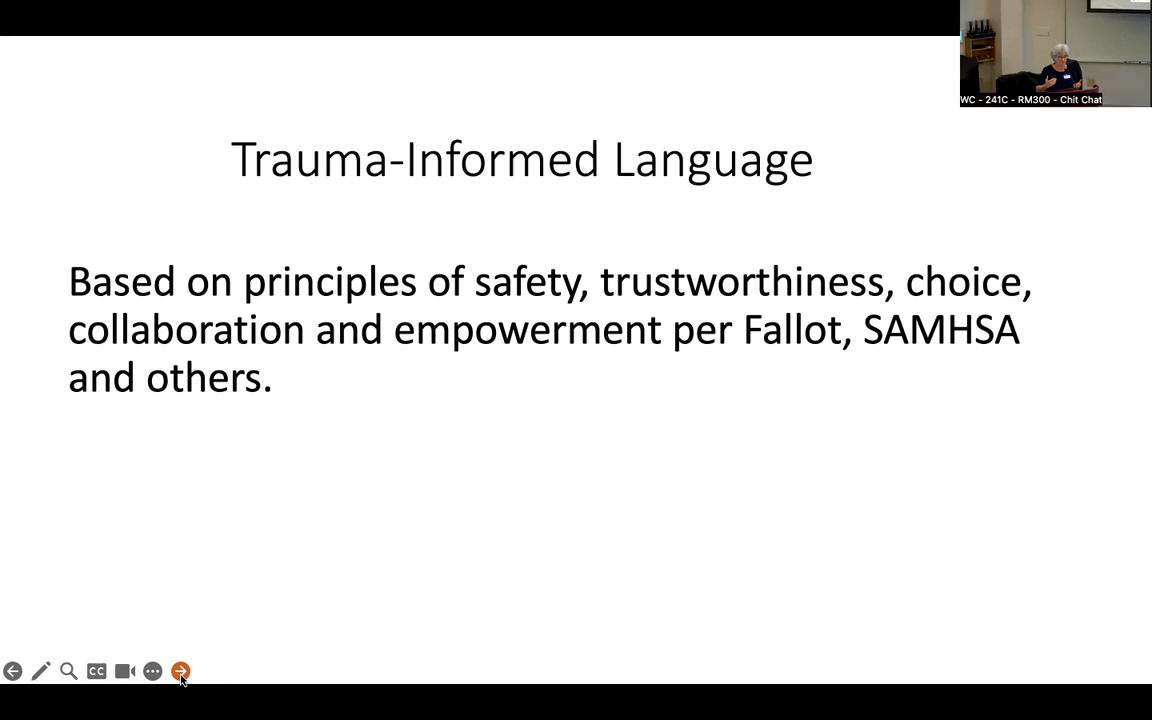 WC - 241C - RM300 - Chit Chat
Trauma-Informed Language
Based on principles of safety, trustworthiness, choice,
collaboration and empowerment per Fallot, SAMHSA
and others.
CC